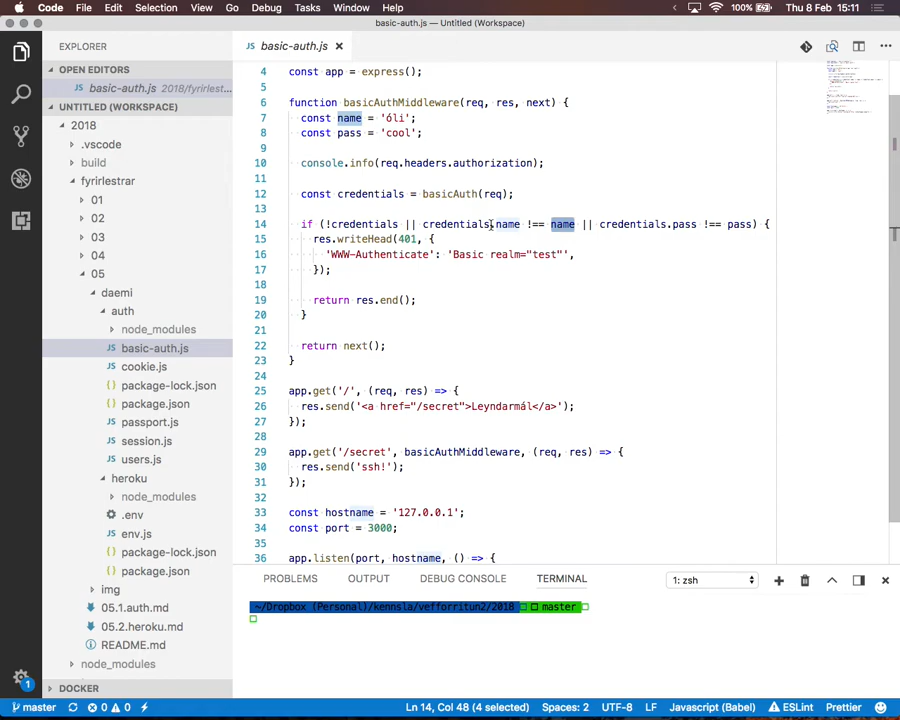 Code File Edit Selection View Go Debug Tasks Window Help 100% Thu 8 Feb 15:11
basic-auth.js — Untitled (Workspace)
EXPLORER
OPEN EDITORS
JS basic-auth.js 2018/fyrirlest...
UNTITLED (WORKSPACE)
2018
.vscode
build
fyrirlestrar
01
02
03
04
05
daemi
auth
node_modules
JS basic-auth.js
JS cookie.js
{} package-lock.json
{} package.json
JS passport.js
JS session.js
JS users.js
heroku
node_modules
.env
JS env.js
{} package-lock.json
{} package.json
img
05.1.auth.md
05.2.heroku.md
README.md
node_modules
DOCKER
JS basic-auth.js
4 const app = express();
5
6 function basicAuthMiddleware(req, res, next) {
7 const name = 'óli';
8 const pass = 'cool';
9
10 console.info(req.headers.authorization);
11
12 const credentials = basicAuth(req);
13
14 if (!credentials || credentials.name !== name || credentials.pass !== pass) {
15 res.writeHead(401, {
16 'WWW-Authenticate': 'Basic realm="test"',
17 });
18
19 return res.end();
20 }
21
22 return next();
23 }
24
25 app.get('/', (req, res) => {
26 res.send('<a href="/secret">Leyndarmál</a>');
27 });
28
29 app.get('/secret', basicAuthMiddleware, (req, res) => {
30 res.send('ssh!');
31 });
32
33 const hostname = '127.0.0.1';
34 const port = 3000;
35
36 app.listen(port, hostname, () => {
PROBLEMS OUTPUT DEBUG CONSOLE TERMINAL 1: zsh
~/Dropbox (Personal)/kennsla/vefforritun2/2018 master
1
master 0 0 Ln 14, Col 48 (4 selected) Spaces: 2 UTF-8 LF Javascript (Babel) ESLint Prettier